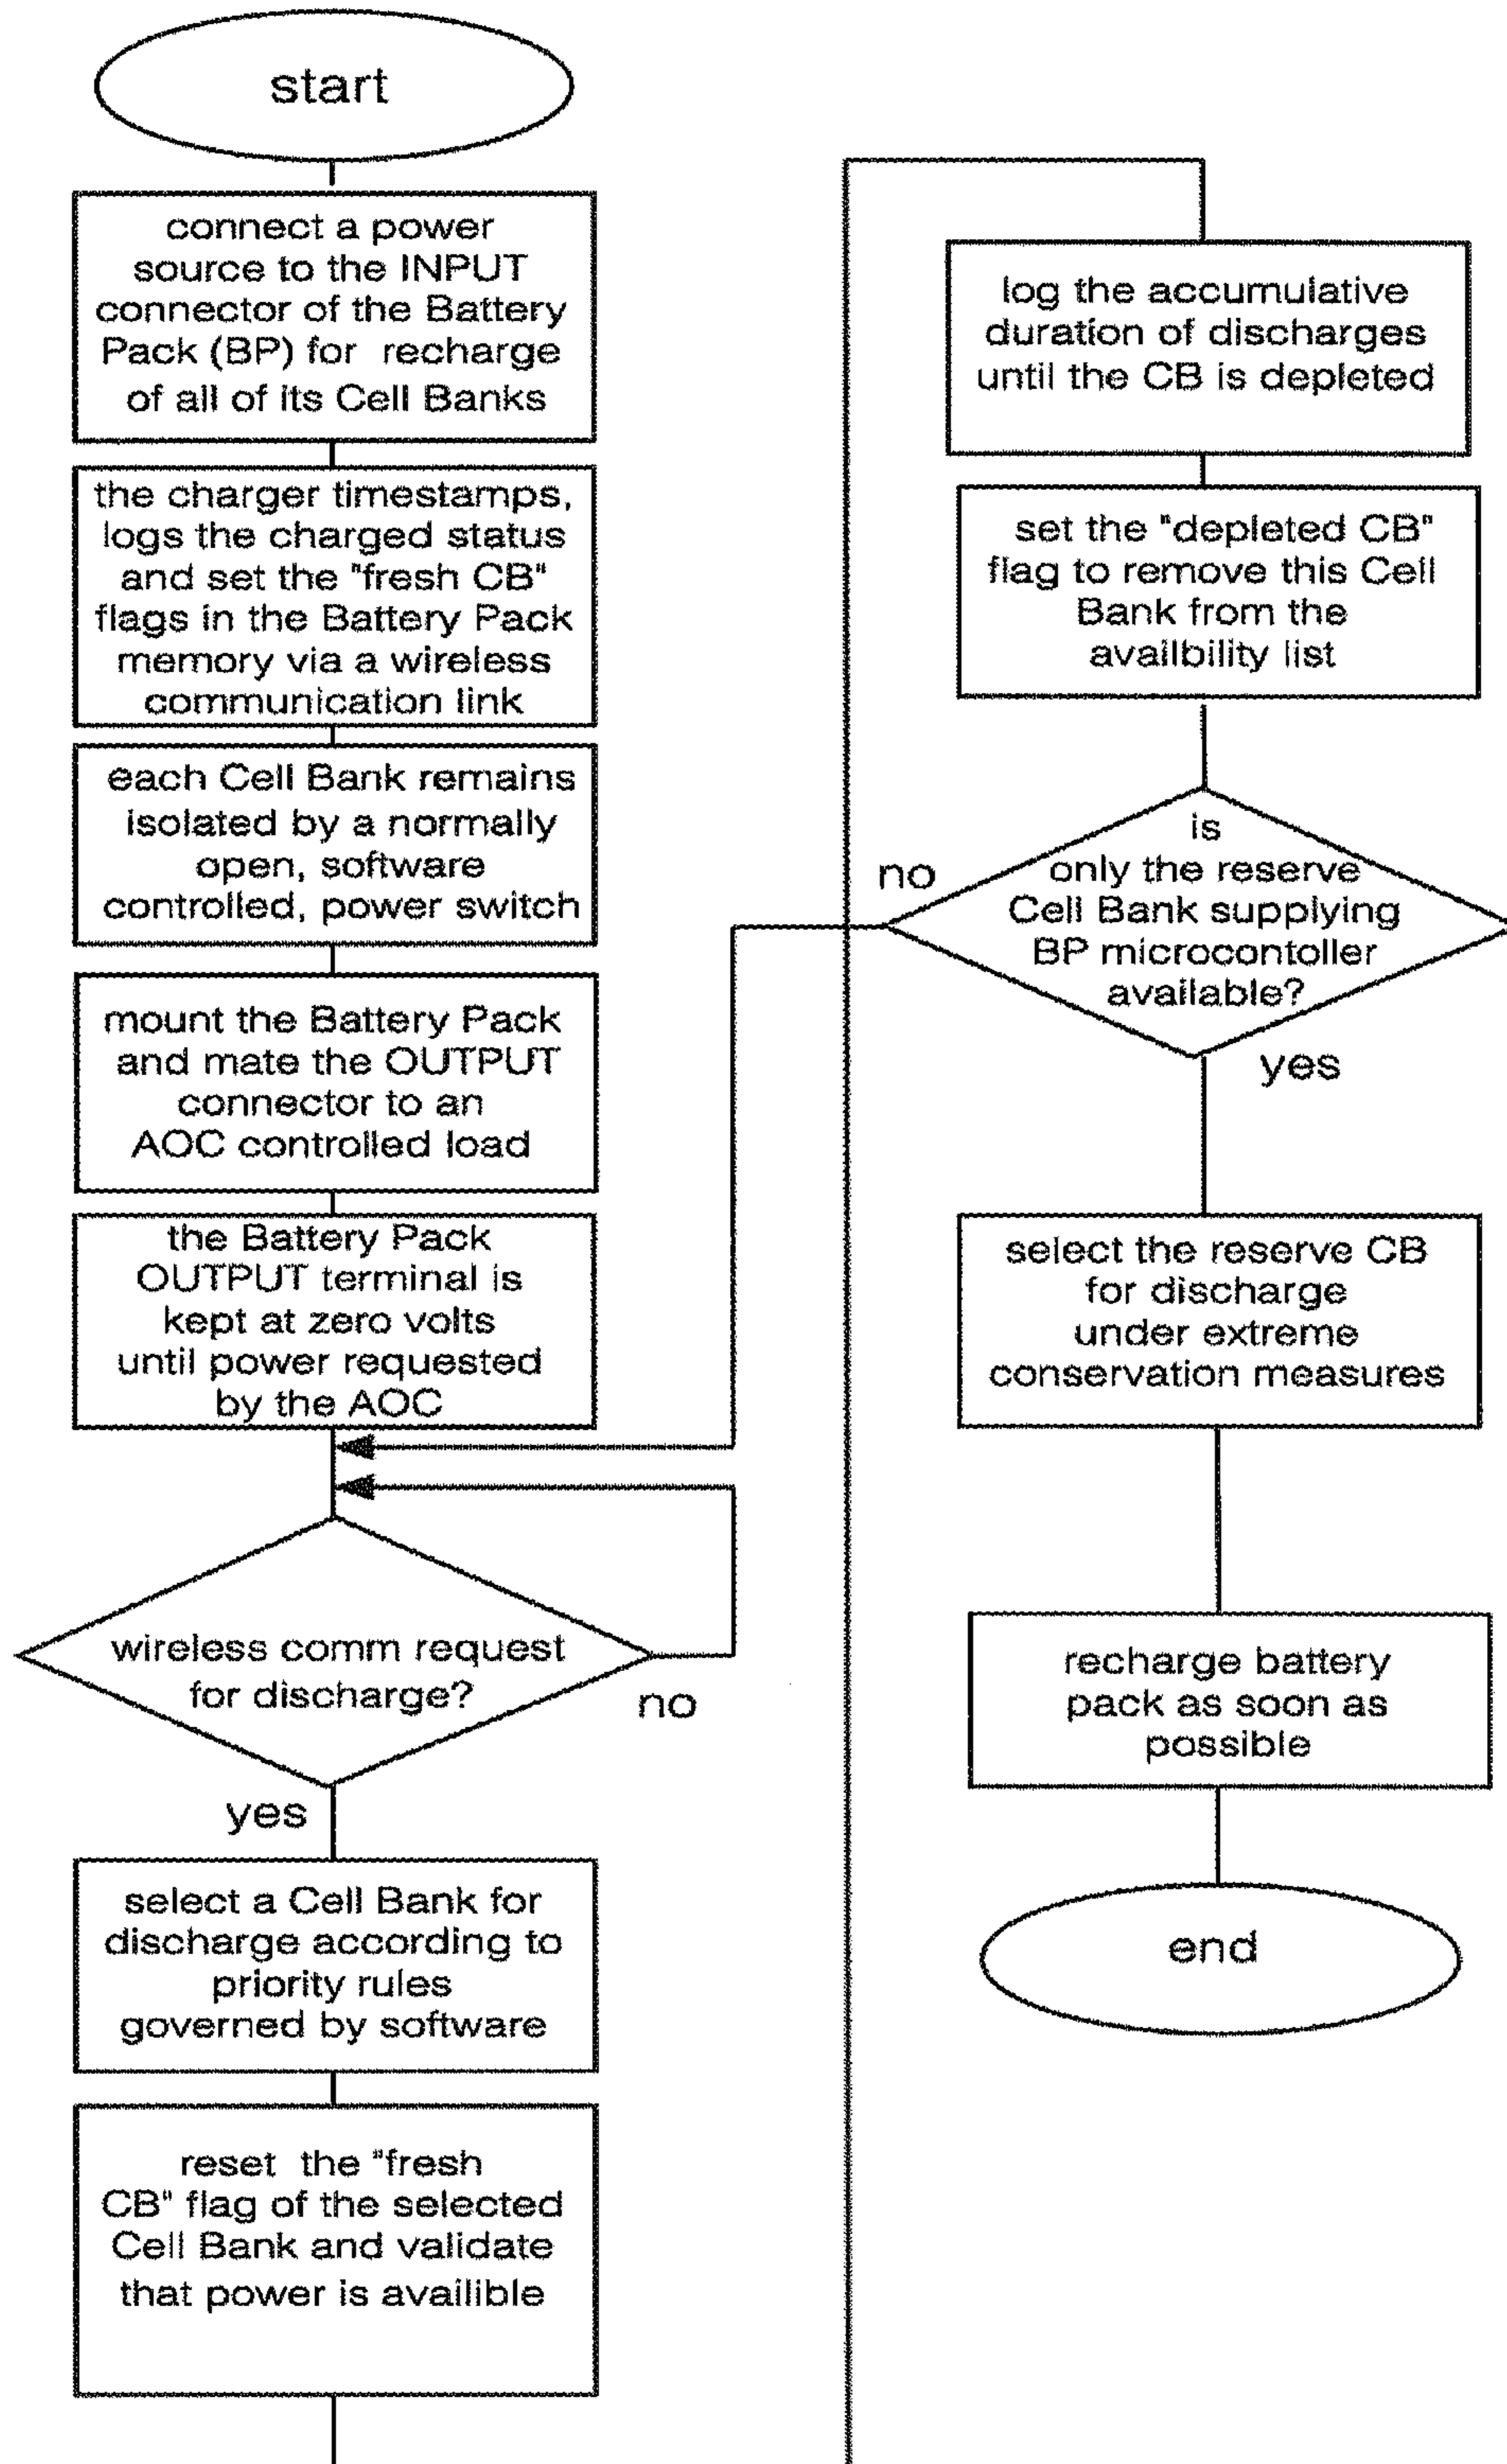 start
connect a power
source to the INPUT
connector of the Battery
Pack (BP) for recharge
of all of its Cell Banks
the charger timestamps,
logs the charged status
and set the "fresh CB"
flags in the Battery Pack
memory via a wireless
communication link
each Cell Bank remains
isolated by a normally
open, software
controlled, power switch
mount the Battery Pack
and mate the OUTPUT
connector to an
AOC controlled load
the Battery Pack
OUTPUT terminal is
kept at zero volts
until power requested
by the AOC
wireless comm request
for discharge?
no
yes
select a Cell Bank for
discharge according to
priority rules
governed by software
reset the "fresh
CB" flag of the selected
Cell Bank and validate
that power is availible
log the accumulative
duration of discharges
until the CB is depleted
set the "depleted CB"
flag to remove this Cell
Bank from the
availbility list
is
only the reserve
Cell Bank supplying
BP microcontoller
available?
no
yes
select the reserve CB
for discharge
under extreme
conservation measures
recharge battery
pack as soon as
possible
end